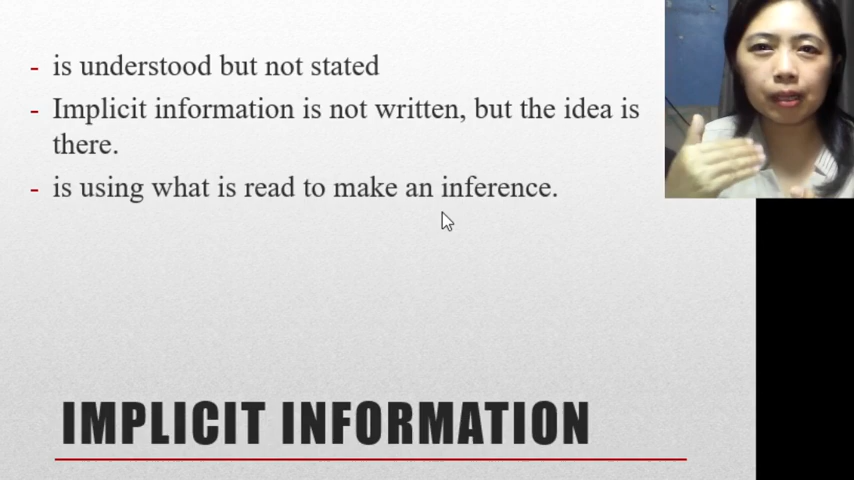 - is understood but not stated
- Implicit information is not written, but the idea is
there.
- is using what is read to make an inference.
IMPLICIT INFORMATION